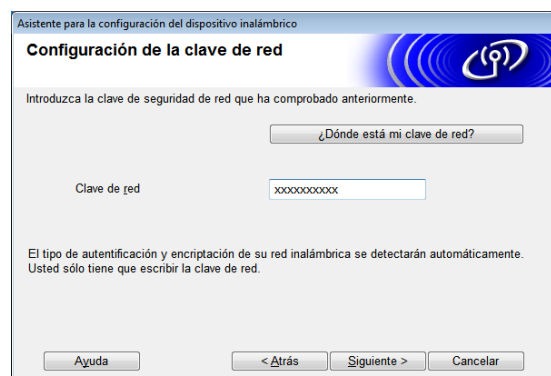 Asistente para la configuración del dispositivo inalámbrico
Configuración de la clave de red
Introduzca la clave de seguridad de red que ha comprobado anteriormente.
¿Dónde está mi clave de red?
Clave de red
xxxxxxxxxx
El tipo de autentificación y encriptación de su red inalámbrica se detectarán automáticamente.
Usted sólo tiene que escribir la clave de red.
Ayuda
< Atrás
Siguiente >
Cancelar